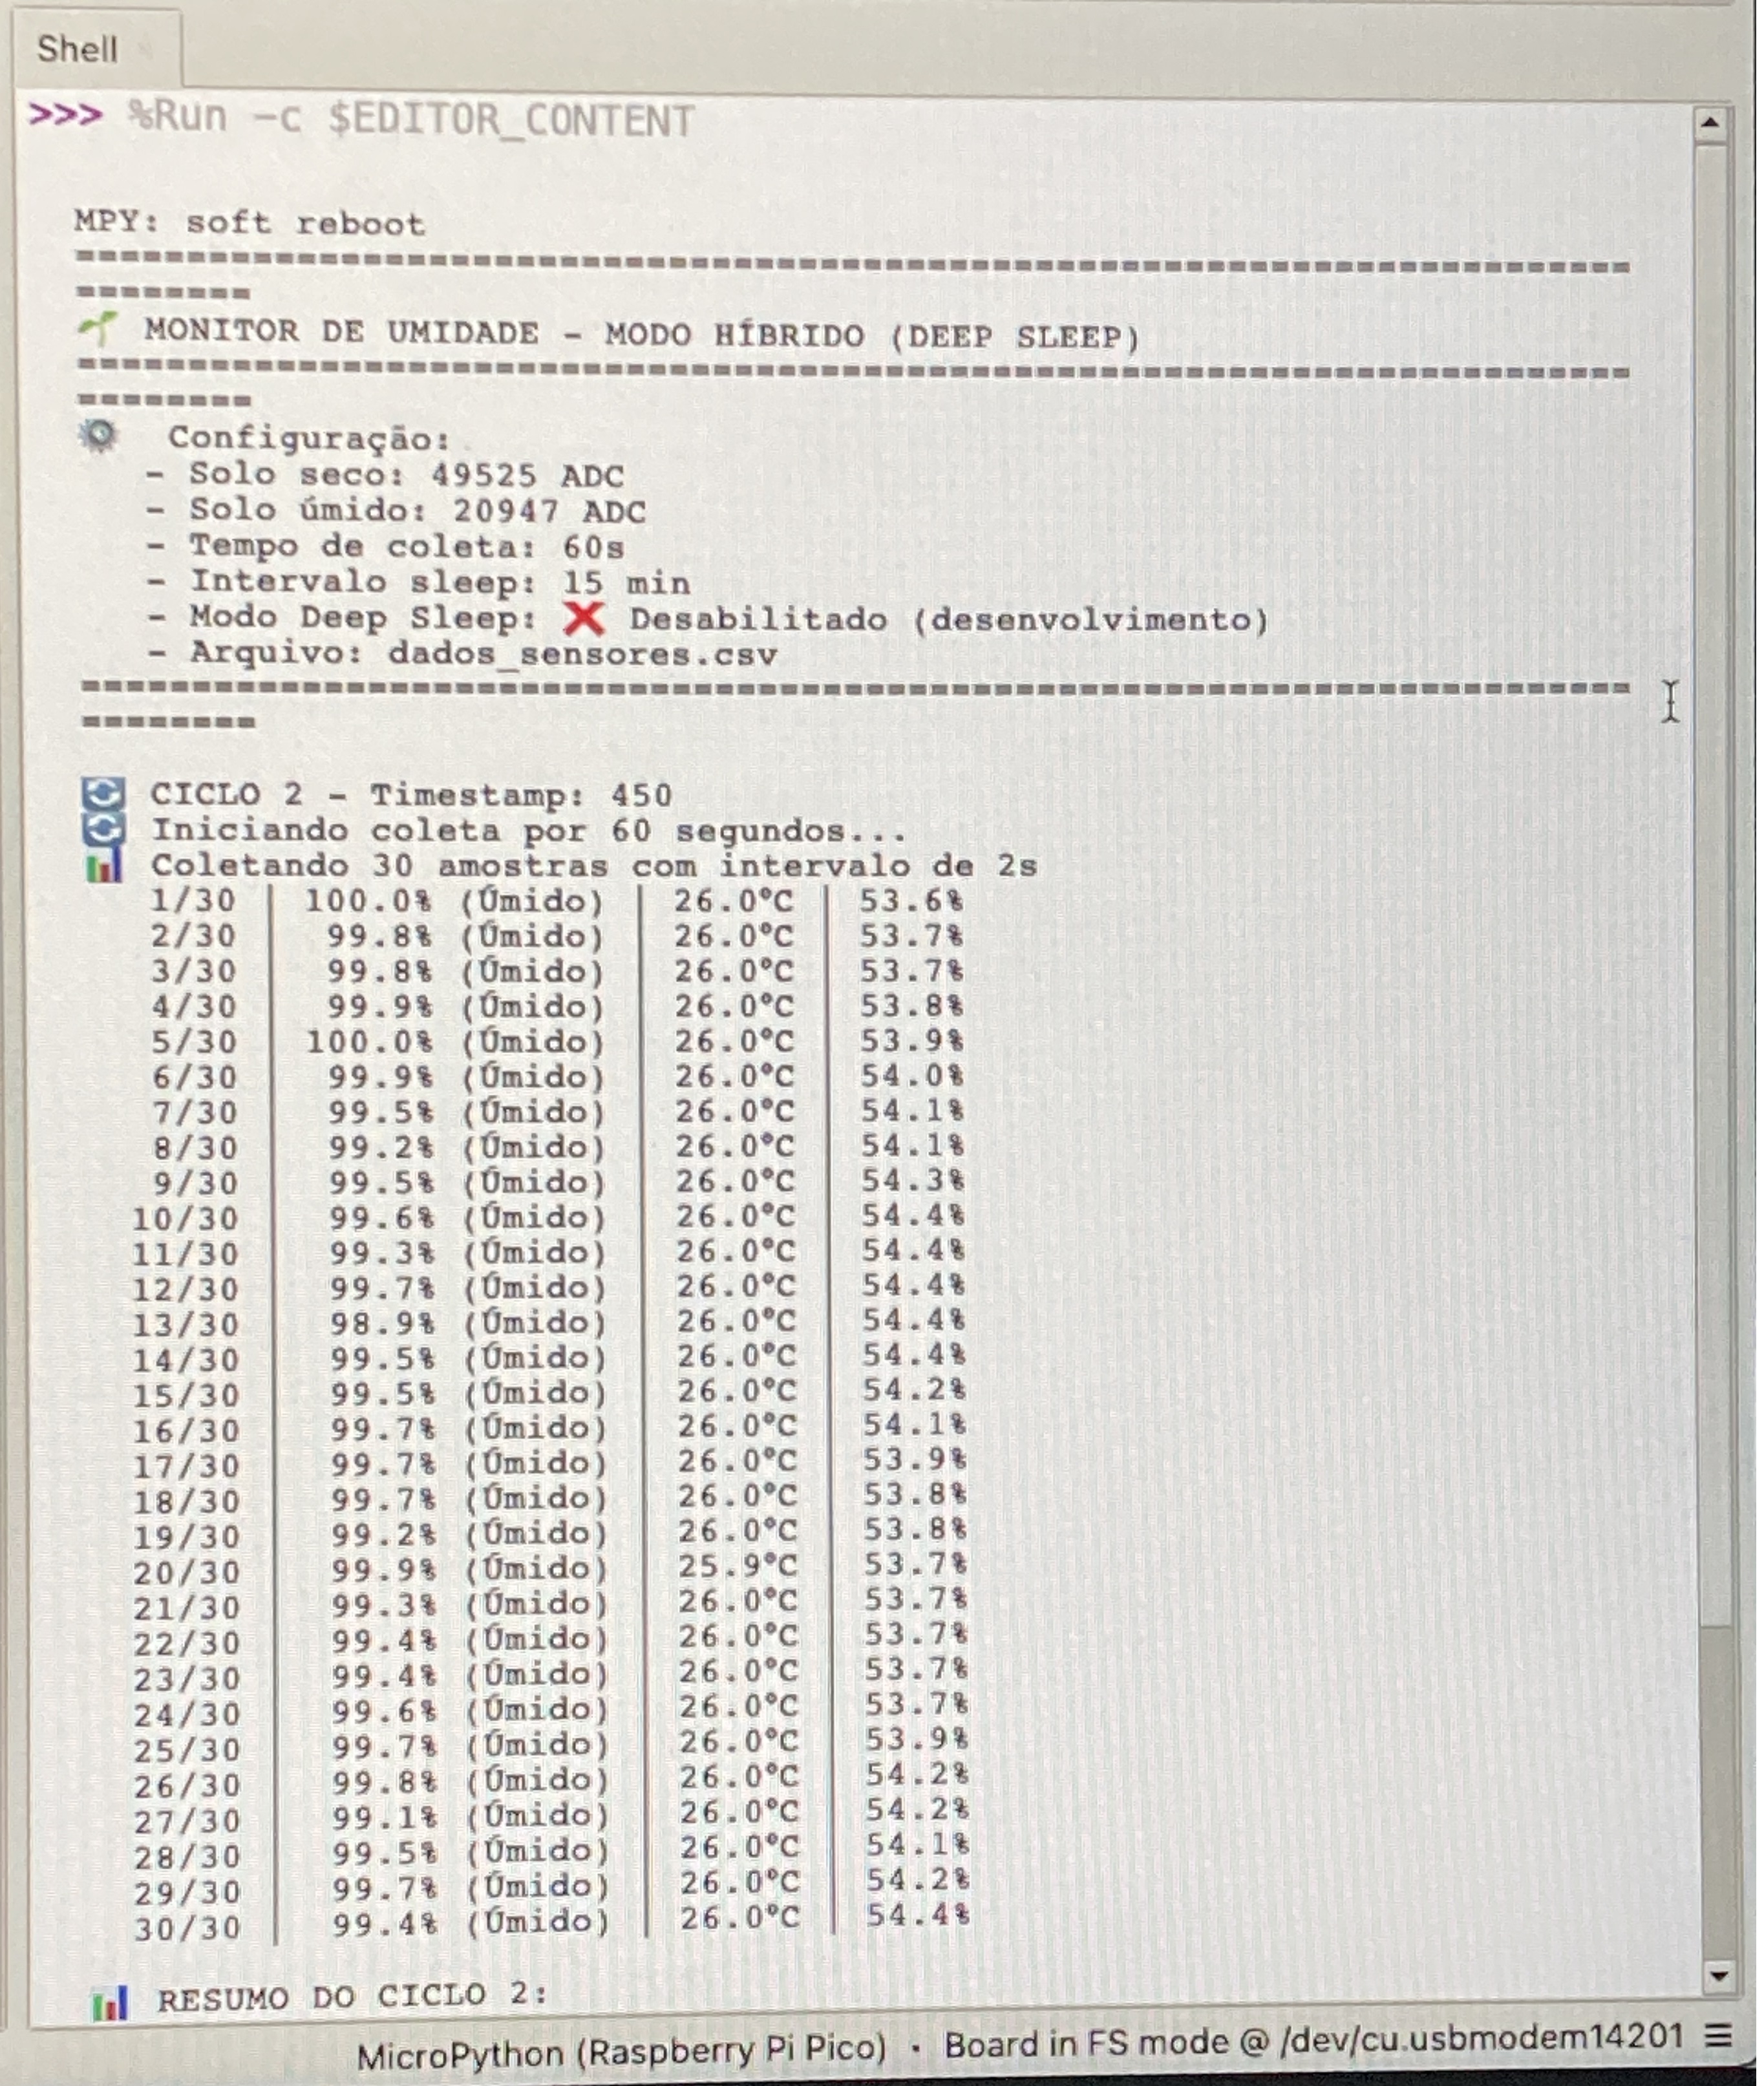 Shell
>>> %Run -c $EDITOR_CONTENT
MPY: soft reboot
========================================================================
========
🌱 MONITOR DE UMIDADE - MODO HÍBRIDO (DEEP SLEEP)
========================================================================
========
⚙️ Configuração:
- Solo seco: 49525 ADC
- Solo úmido: 20947 ADC
- Tempo de coleta: 60s
- Intervalo sleep: 15 min
- Modo Deep Sleep: ❌ Desabilitado (desenvolvimento)
- Arquivo: dados_sensores.csv
========================================================================
========
🔄 CICLO 2 - Timestamp: 450
🔄 Iniciando coleta por 60 segundos...
📊 Coletando 30 amostras com intervalo de 2s
1/30 | 100.0% (Úmido) | 26.0°C | 53.6%
2/30 | 99.8% (Úmido) | 26.0°C | 53.7%
3/30 | 99.8% (Úmido) | 26.0°C | 53.7%
4/30 | 99.9% (Úmido) | 26.0°C | 53.8%
5/30 | 100.0% (Úmido) | 26.0°C | 53.9%
6/30 | 99.9% (Úmido) | 26.0°C | 54.0%
7/30 | 99.5% (Úmido) | 26.0°C | 54.1%
8/30 | 99.2% (Úmido) | 26.0°C | 54.1%
9/30 | 99.5% (Úmido) | 26.0°C | 54.3%
10/30 | 99.6% (Úmido) | 26.0°C | 54.4%
11/30 | 99.3% (Úmido) | 26.0°C | 54.4%
12/30 | 99.7% (Úmido) | 26.0°C | 54.4%
13/30 | 98.9% (Úmido) | 26.0°C | 54.4%
14/30 | 99.5% (Úmido) | 26.0°C | 54.4%
15/30 | 99.5% (Úmido) | 26.0°C | 54.2%
16/30 | 99.7% (Úmido) | 26.0°C | 54.1%
17/30 | 99.7% (Úmido) | 26.0°C | 53.9%
18/30 | 99.7% (Úmido) | 26.0°C | 53.8%
19/30 | 99.2% (Úmido) | 26.0°C | 53.8%
20/30 | 99.9% (Úmido) | 25.9°C | 53.7%
21/30 | 99.3% (Úmido) | 26.0°C | 53.7%
22/30 | 99.4% (Úmido) | 26.0°C | 53.7%
23/30 | 99.4% (Úmido) | 26.0°C | 53.7%
24/30 | 99.6% (Úmido) | 26.0°C | 53.7%
25/30 | 99.7% (Úmido) | 26.0°C | 53.9%
26/30 | 99.8% (Úmido) | 26.0°C | 54.2%
27/30 | 99.1% (Úmido) | 26.0°C | 54.2%
28/30 | 99.5% (Úmido) | 26.0°C | 54.1%
29/30 | 99.7% (Úmido) | 26.0°C | 54.2%
30/30 | 99.4% (Úmido) | 26.0°C | 54.4%
📊 RESUMO DO CICLO 2:
MicroPython (Raspberry Pi Pico) · Board in FS mode @ /dev/cu.usbmodem14201 ☰